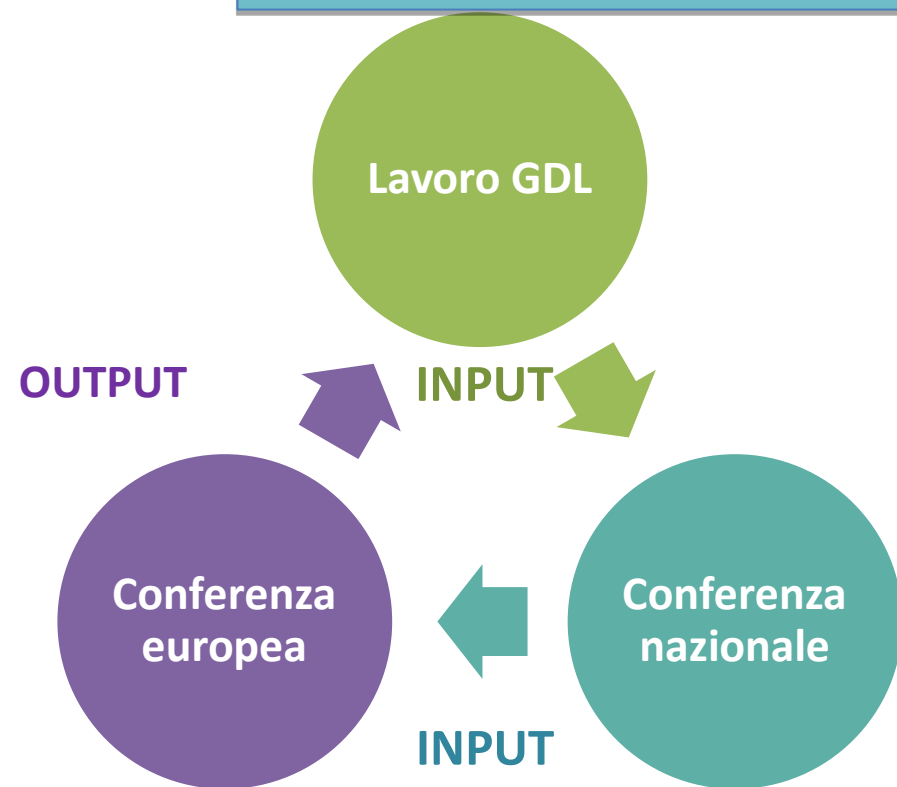 Lavoro GDL
OUTPUT
INPUT
Conferenza
europea
Conferenza
nazionale
INPUT